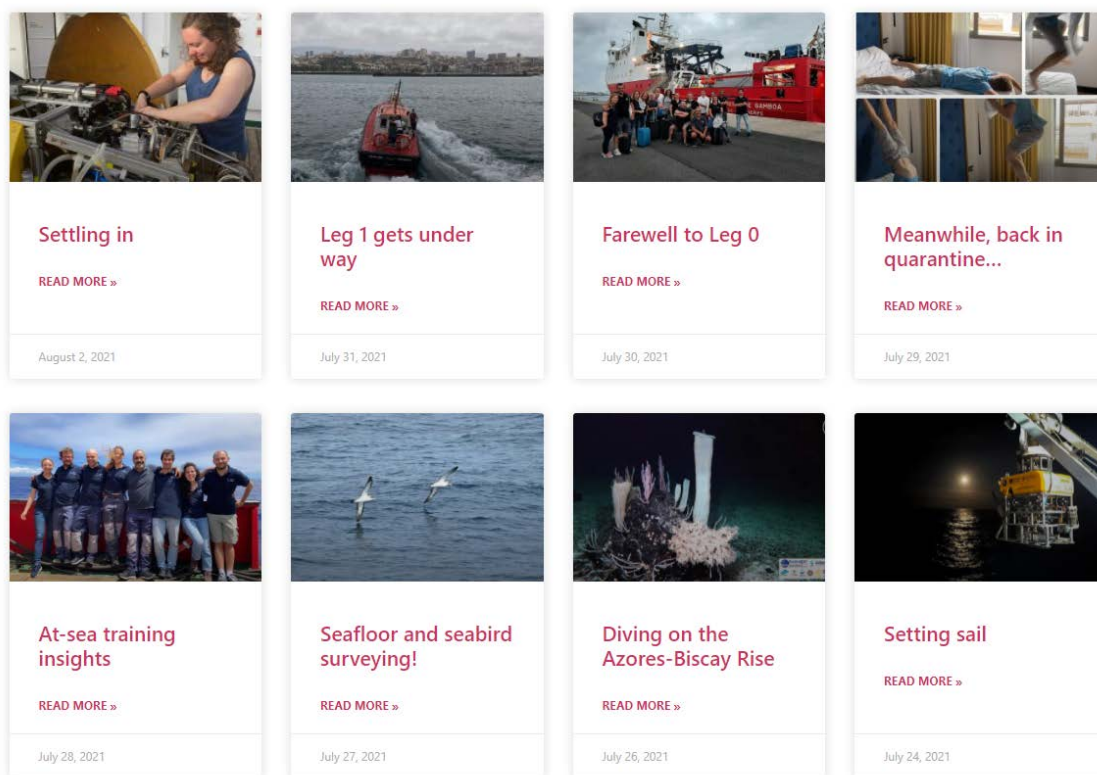 Settling in
READ MORE »
August 2, 2021
Leg 1 gets under
way
READ MORE »
July 31, 2021
Farewell to Leg 0
READ MORE »
July 30, 2021
Meanwhile, back in
quarantine...
READ MORE »
July 29, 2021
At-sea training
insights
READ MORE »
July 28, 2021
Seafloor and seabird
surveying!
READ MORE »
July 27, 2021
Diving on the
Azores-Biscay Rise
READ MORE »
July 26, 2021
Setting sail
READ MORE »
July 24, 2021